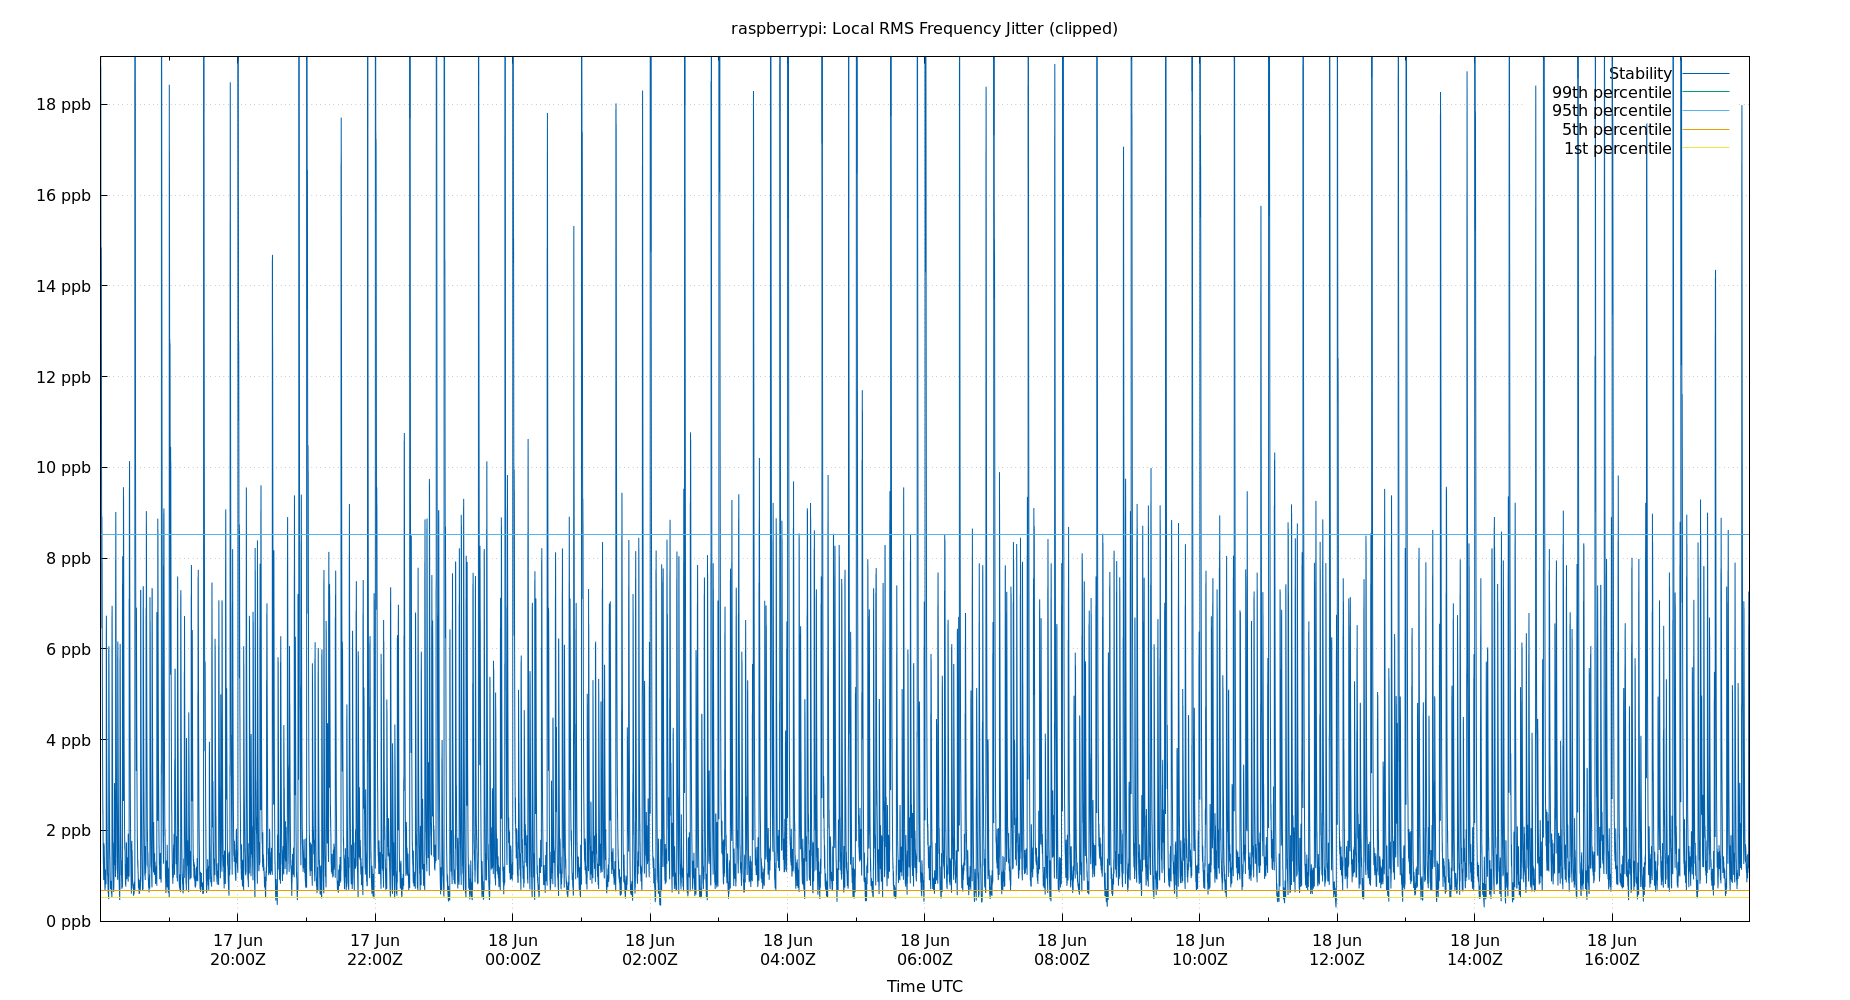 raspberrypi: Local RMS Frequency Jitter (clipped)
Stability
99th percentile
95th percentile
5th percentile
1st percentile
18 ppb
16 ppb
14 ppb
12 ppb
10 ppb
8 ppb
6 ppb
4 ppb
2 ppb
0 ppb
17 Jun 17 Jun 18 Jun 18 Jun 18 Jun 18 Jun 18 Jun 18 Jun 18 Jun 18 Jun 18 Jun
20:00Z 22:00Z 00:00Z 02:00Z 04:00Z 06:00Z 08:00Z 10:00Z 12:00Z 14:00Z 16:00Z
Time UTC